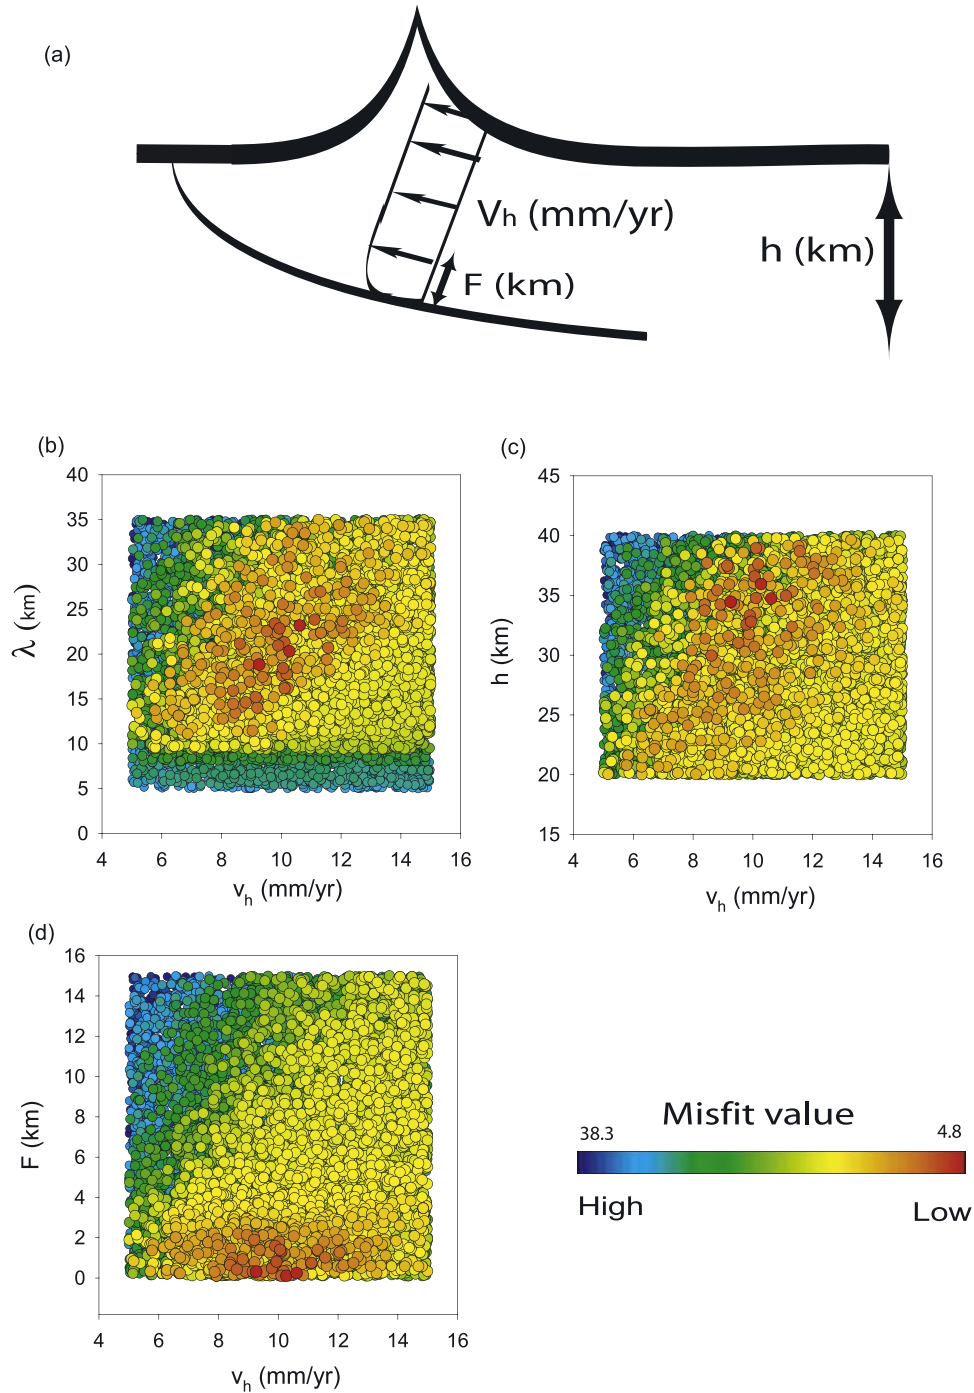 (a)
Vh (mm/yr)
h (km)
F (km)
(b)
40
35
30
25
20
15
10
5
0
λ (km)
4 6 8 10 12 14 16
vh (mm/yr)
(c)
45
40
35
30
25
20
15
h (km)
4 6 8 10 12 14 16
vh (mm/yr)
(d)
16
14
12
10
8
6
4
2
0
F (km)
4 6 8 10 12 14 16
vh (mm/yr)
Misfit value
38.3 4.8
High Low